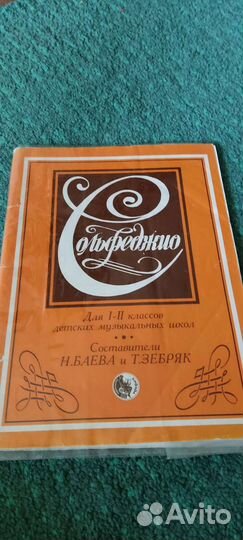 Сольфеджио
Для I-II классов
детских музыкальных школ
Составители
Н.БАЕВА и Т.ЗЕБРЯК
Avito